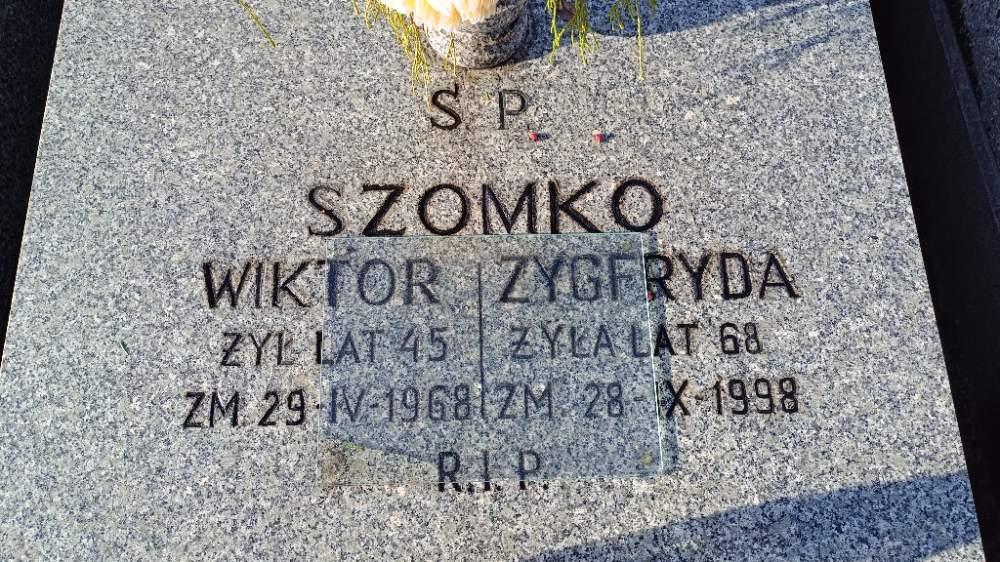 Ś P.
SZOMKO
WIKTOR ZYGFRYDA
ŻYŁ LAT 45 ŻYŁA LAT 68
ZM. 29-IV-1968 ZM. 28-IX-1998
R.I.P.